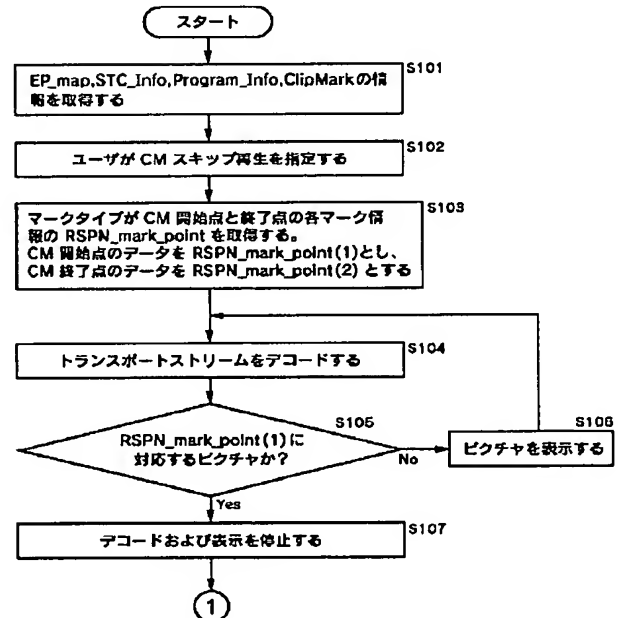 スタート
S101
EP_map,STC_Info,Program_Info,ClipMarkの情
報を取得する
S102
ユーザが CM スキップ再生を指定する
S103
マークタイプが CM 開始点と終了点の各マーク情
報の RSPN_mark_point を取得する。
CM 開始点のデータを RSPN_mark_point(1)とし、
CM 終了点のデータを RSPN_mark_point(2) とする
S104
トランスポートストリームをデコードする
S105
RSPN_mark_point(1)に
対応するピクチャか?
No
S106
ピクチャを表示する
Yes
S107
デコードおよび表示を停止する
1